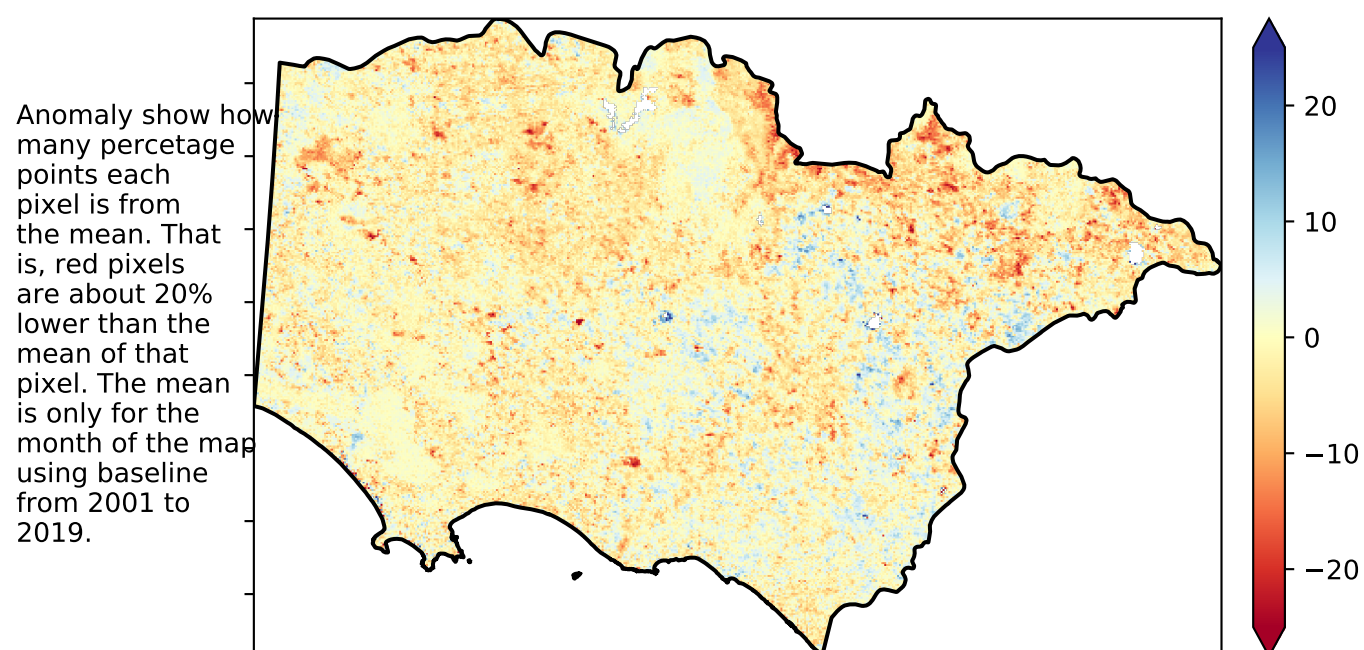 Anomaly show how
many percetage
points each
pixel is from
the mean. That
is, red pixels
are about 20%
lower than the
mean of that
pixel. The mean
is only for the
month of the map
using baseline
from 2001 to
2019.
20
10
0
−10
−20